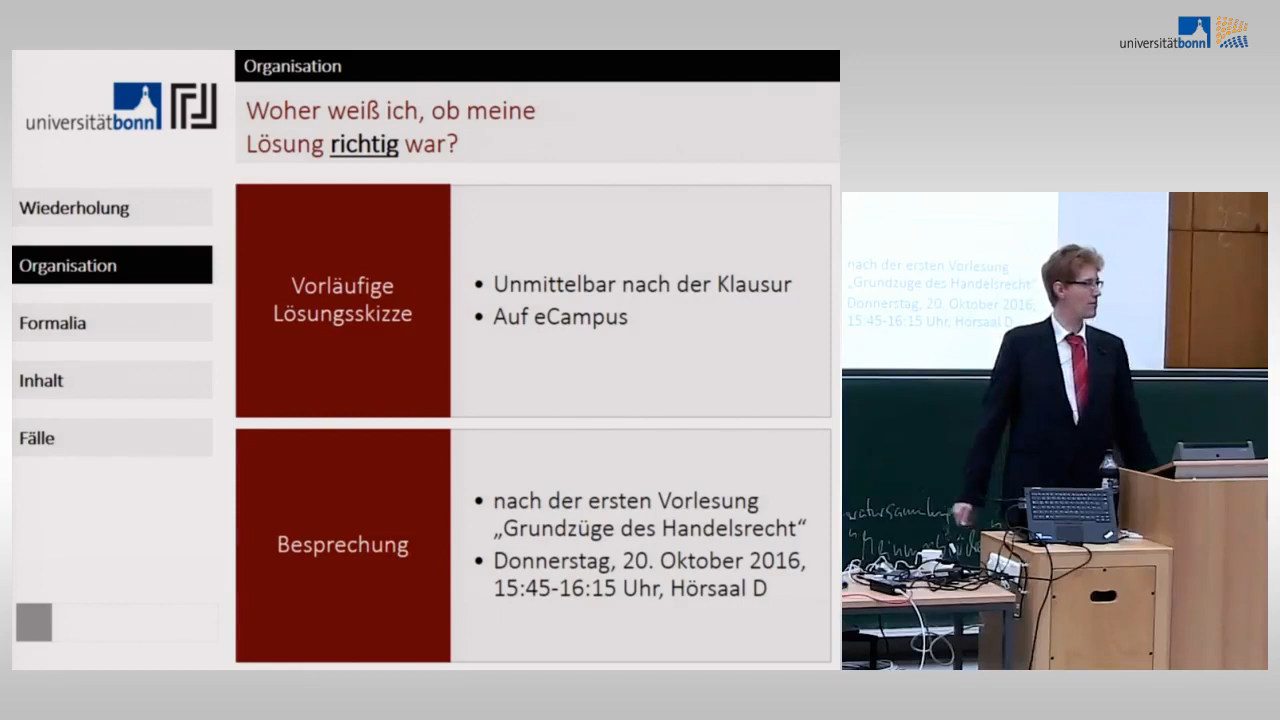 universitätbonn
Organisation
Woher weiß ich, ob meine
Lösung richtig war?
universitätbonn
Wiederholung
Organisation
Formalia
Inhalt
Fälle
Vorläufige
Lösungsskizze
• Unmittelbar nach der Klausur
• Auf eCampus
Besprechung
• nach der ersten Vorlesung
„Grundzüge des Handelsrecht“
• Donnerstag, 20. Oktober 2016,
15:45-16:15 Uhr, Hörsaal D
nach der ersten Vorlesung
„Grundzüge des Handelsrecht“
Donnerstag, 20. Oktober 2016,
15:45-16:15 Uhr, Hörsaal D